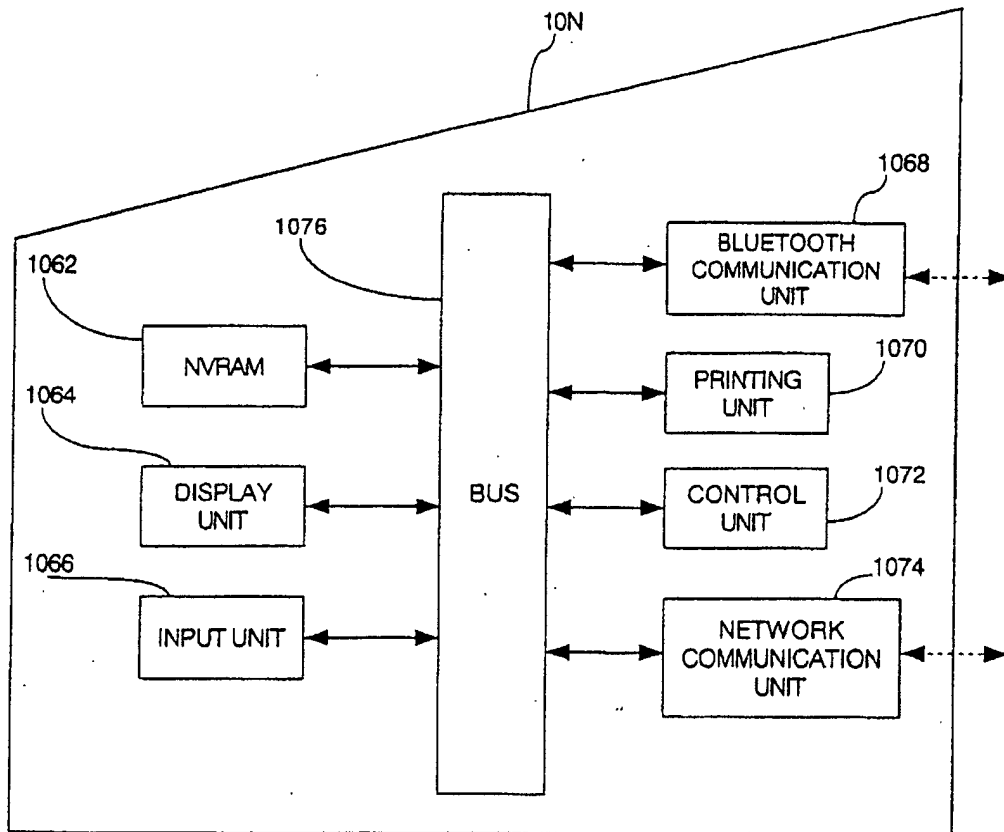 10N
1068
1076
BLUETOOTH
COMMUNICATION
UNIT
1062
NVRAM
1070
PRINTING
UNIT
1064
DISPLAY
UNIT
BUS
1072
CONTROL
UNIT
1066
INPUT UNIT
1074
NETWORK
COMMUNICATION
UNIT